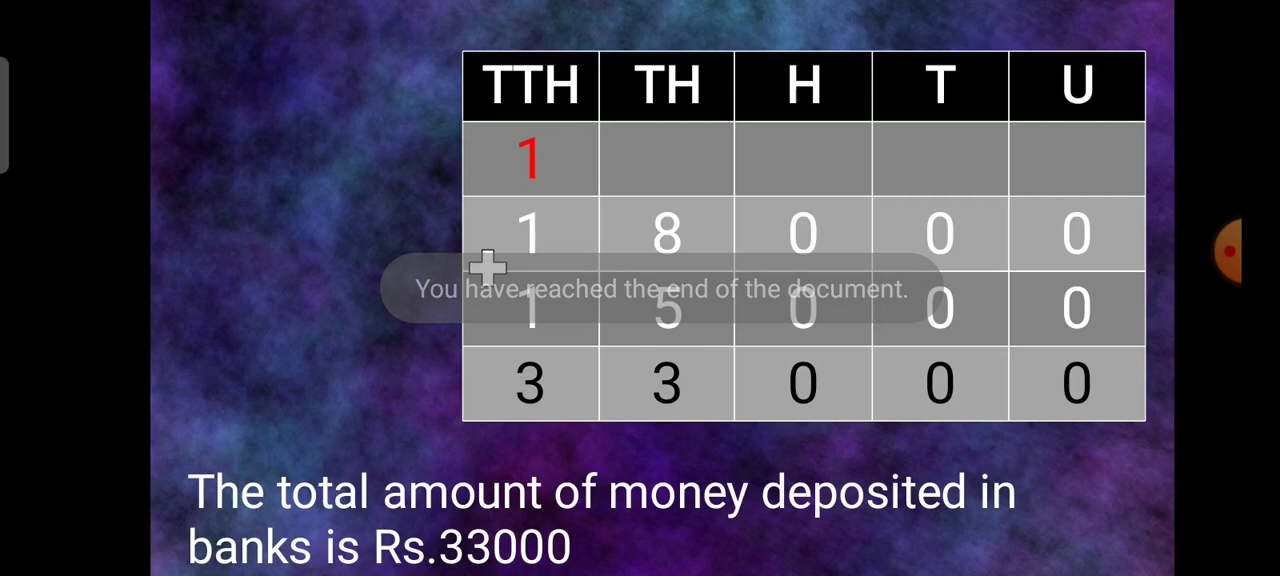 TTH TH H T U
1
1 8 0 0 0
You have reached the end of the document.
+ 1 5 0 0 0
3 3 0 0 0
The total amount of money deposited in
banks is Rs.33000